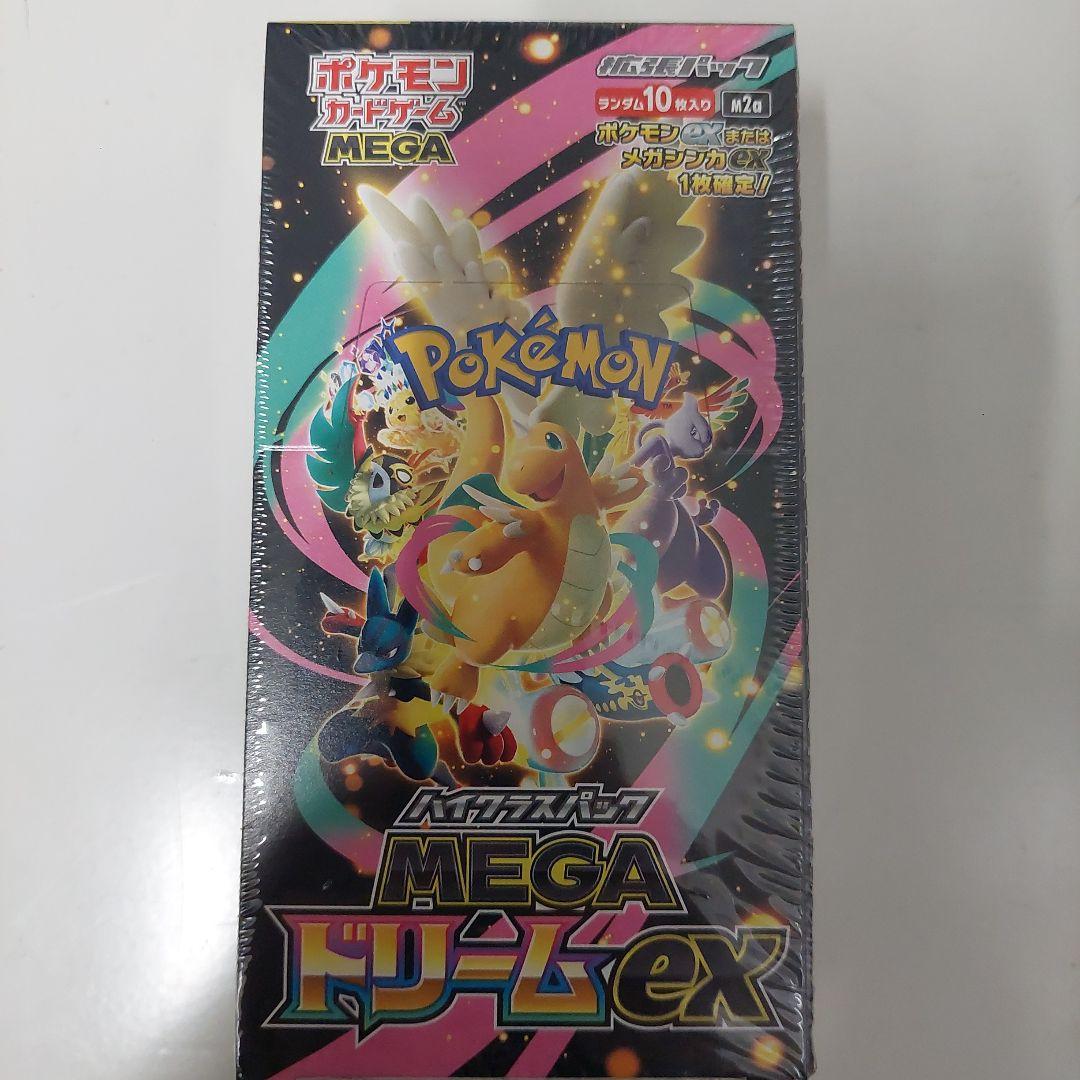 ポケモン
カードゲーム™
MEGA
拡張パック
ランダム10枚入り M2a
ポケモンexまたは
メガシンカex
1枚確定!
POKéMON™
ハイクラスパック
MEGA
ドリームex